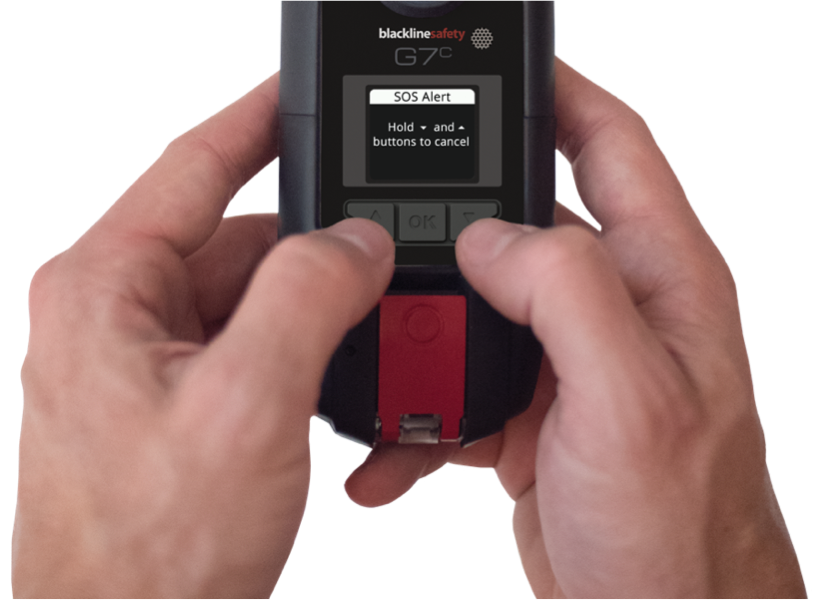 blacklinesafety
G7C
SOS Alert
Hold ▾ and ▴
buttons to cancel
OK